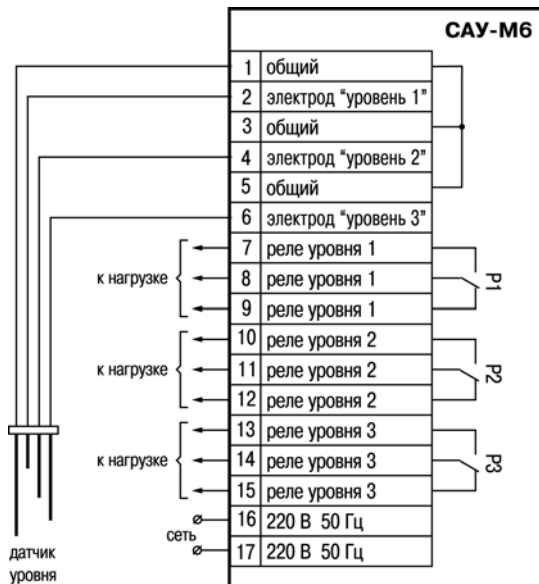 САУ-М6
1 общий
2 электрод "уровень 1"
3 общий
4 электрод "уровень 2"
5 общий
6 электрод "уровень 3"
7 реле уровня 1
к нагрузке 8 реле уровня 1 Р1
9 реле уровня 1
10 реле уровня 2
к нагрузке 11 реле уровня 2 Р2
12 реле уровня 2
13 реле уровня 3
к нагрузке 14 реле уровня 3 Р3
15 реле уровня 3
16 220 В 50 Гц
сеть
17 220 В 50 Гц
датчик
уровня